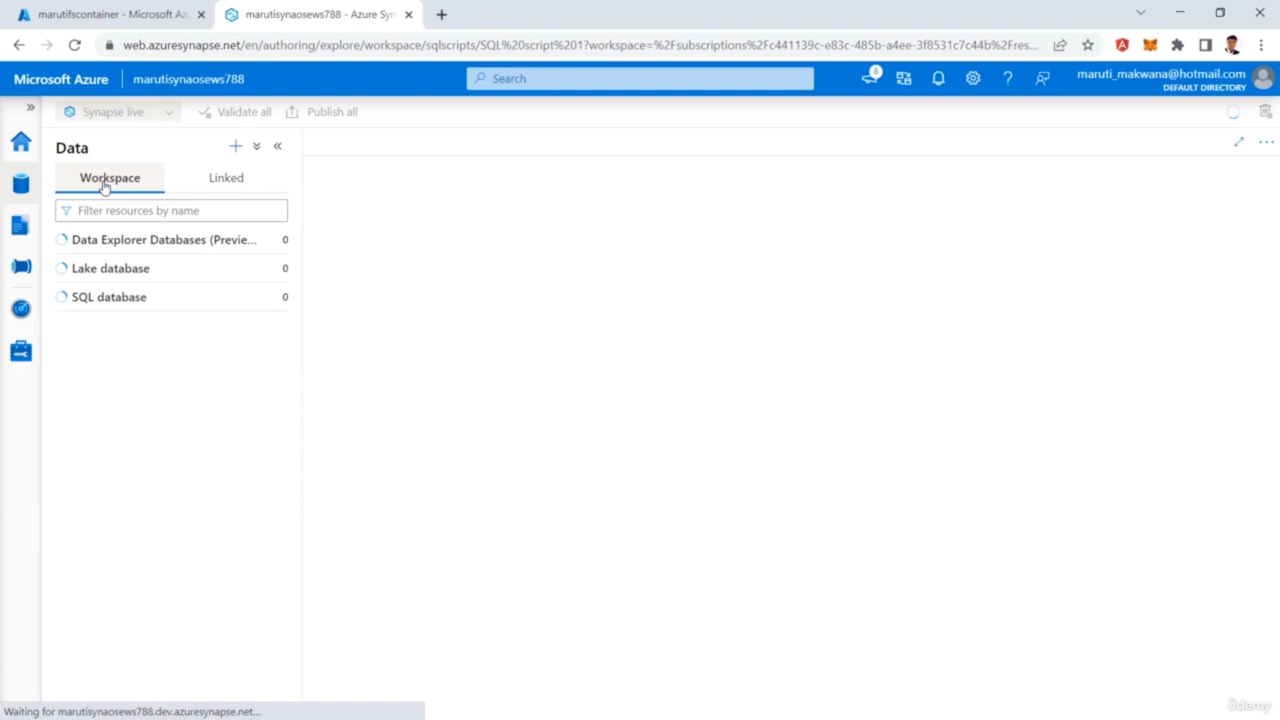 marutifscontainer - Microsoft Az
marutisynaosews788 - Azure Syn
web.azuresynapse.net/en/authoring/explore/workspace/sqlscripts/SQL%20script%201?workspace=%2Fsubscriptions%2Fc441139c-e83c-485b-a4ee-3f8531c7c44b%2Fres...
Microsoft Azure
marutisynaosews788
Search
8
maruti_makwana@hotmail.com
DEFAULT DIRECTORY
Synapse live
Validate all
Publish all
Data
Workspace
Linked
Filter resources by name
Data Explorer Databases (Previe... 0
Lake database 0
SQL database 0
Waiting for marutisynaosews788.dev.azuresynapse.net...
ûdemy